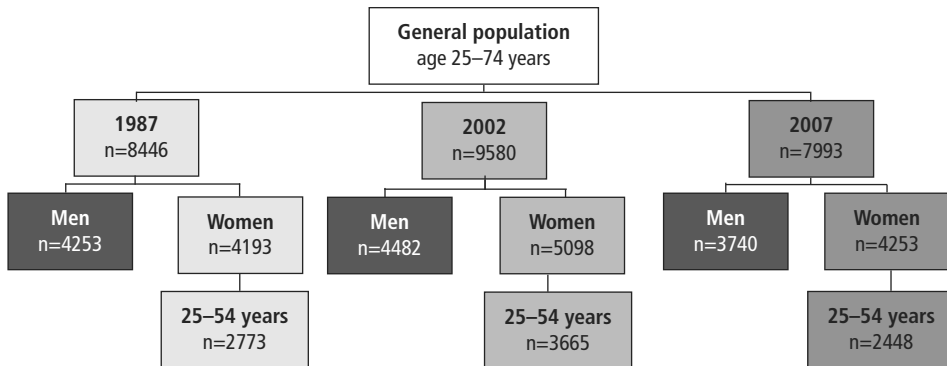 General population
age 25–74 years
1987
n=8446
2002
n=9580
2007
n=7993
Men
n=4253
Women
n=4193
Men
n=4482
Women
n=5098
Men
n=3740
Women
n=4253
25–54 years
n=2773
25–54 years
n=3665
25–54 years
n=2448